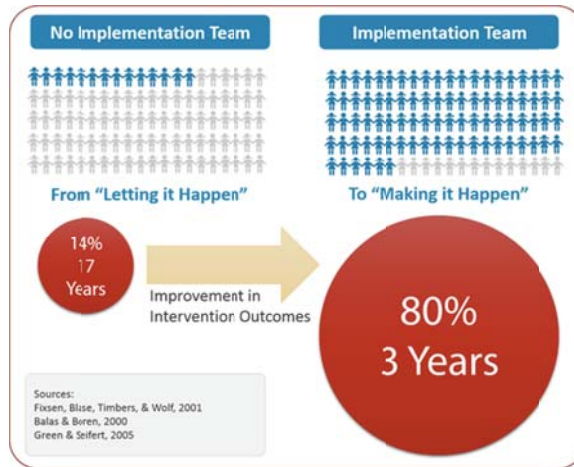 No Implementation Team
Implementation Team
From "Letting it Happen"
To "Making it Happen"
14%
17
Years
Improvement in
Intervention Outcomes
80%
3 Years
Sources:
Fixsen, Blase, Timbers, & Wolf, 2001
Balas & Boren, 2000
Green & Seifert, 2005